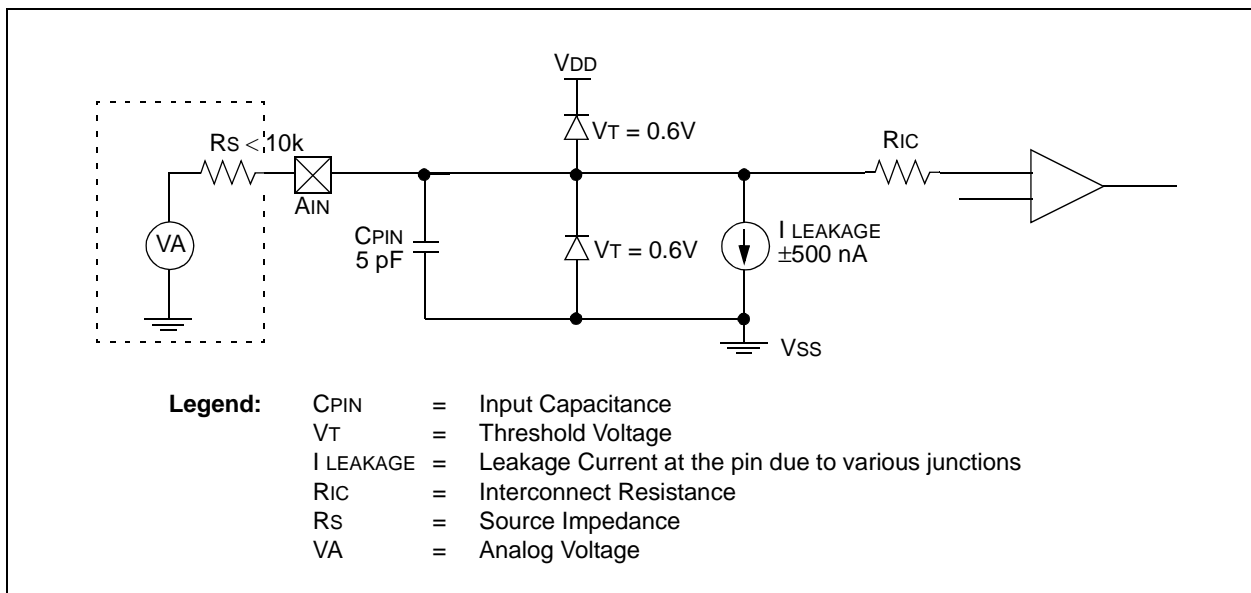 VDD
VT = 0.6V
RS < 10k
RIC
AIN
VA
CPIN
5 pF
VT = 0.6V
I LEAKAGE
±500 nA
VSS
Legend: CPIN = Input Capacitance
VT = Threshold Voltage
I LEAKAGE = Leakage Current at the pin due to various junctions
RIC = Interconnect Resistance
RS = Source Impedance
VA = Analog Voltage